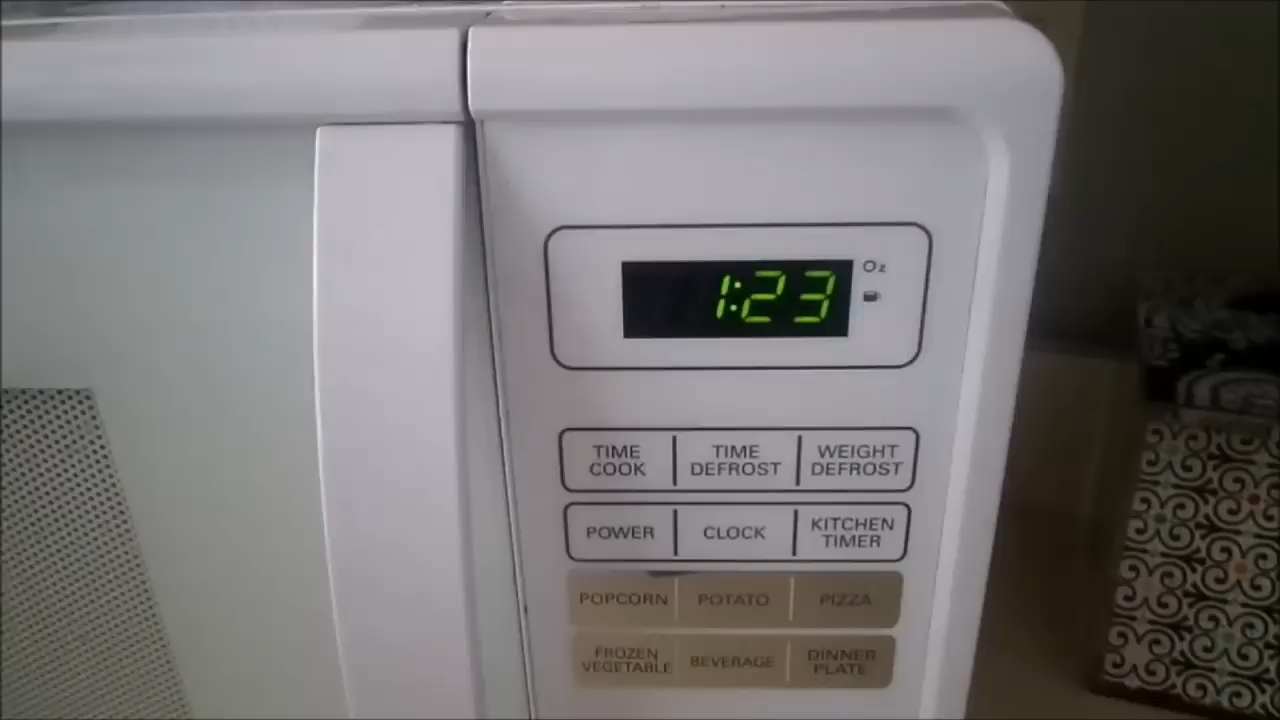 1:23
Oz
TIME COOK
TIME DEFROST
WEIGHT DEFROST
POWER
CLOCK
KITCHEN TIMER
POPCORN
POTATO
PIZZA
FROZEN VEGETABLE
BEVERAGE
DINNER PLATE